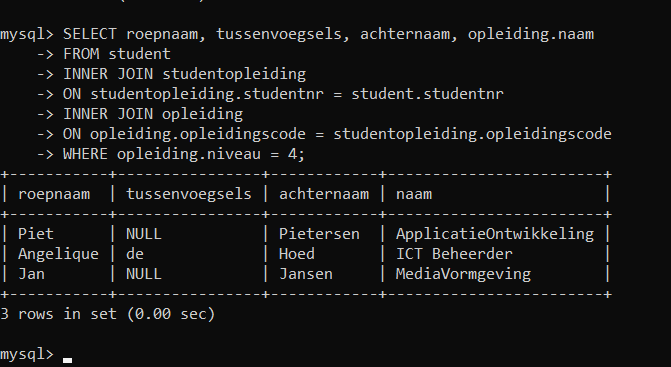 mysql> SELECT roepnaam, tussenvoegsels, achternaam, opleiding.naam
    -> FROM student
    -> INNER JOIN studentopleiding
    -> ON studentopleiding.studentnr = student.studentnr
    -> INNER JOIN opleiding
    -> ON opleiding.opleidingscode = studentopleiding.opleidingscode
    -> WHERE opleiding.niveau = 4;
+-----------+----------------+------------+-----------------------+
| roepnaam  | tussenvoegsels | achternaam | naam                  |
+-----------+----------------+------------+-----------------------+
| Piet      | NULL           | Pietersen  | ApplicatieOntwikkeling |
| Angelique | de             | Hoed       | ICT Beheerder         |
| Jan       | NULL           | Jansen     | MediaVormgeving       |
+-----------+----------------+------------+-----------------------+
3 rows in set (0.00 sec)
mysql> _